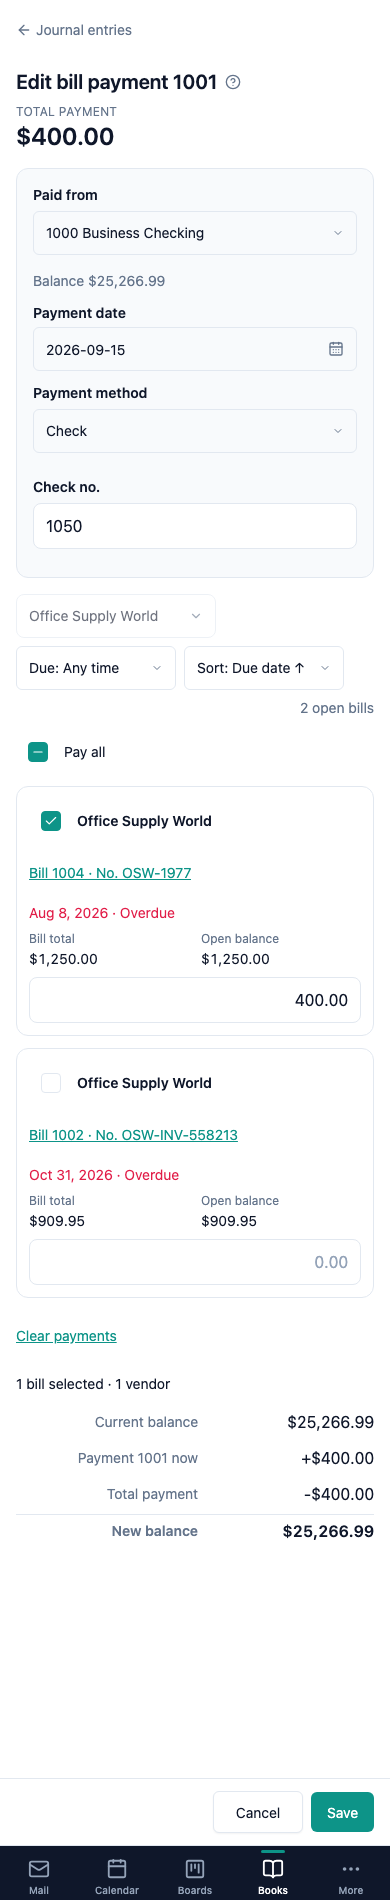 ← Journal entries
Edit bill payment 1001
TOTAL PAYMENT
$400.00
Paid from
1000 Business Checking
Balance $25,266.99
Payment date
2026-09-15
Payment method
Check
Check no.
1050
Office Supply World
Due: Any time
Sort: Due date ↑
2 open bills
Pay all
Office Supply World
Bill 1004 · No. OSW-1977
Aug 8, 2026 · Overdue
Bill total Open balance
$1,250.00 $1,250.00
400.00
Office Supply World
Bill 1002 · No. OSW-INV-558213
Oct 31, 2026 · Overdue
Bill total Open balance
$909.95 $909.95
0.00
Clear payments
1 bill selected · 1 vendor
Current balance $25,266.99
Payment 1001 now +$400.00
Total payment -$400.00
New balance $25,266.99
Cancel Save
Mail Calendar Boards Books More